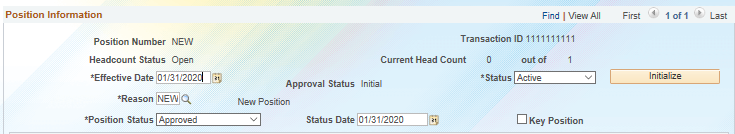 Position Information Find | View All First 1 of 1 Last
Position Number NEW Transaction ID 1111111111
Headcount Status Open Current Head Count 0 out of 1
*Effective Date 01/31/2020 Approval Status Initial *Status Active Initialize
*Reason NEW New Position
*Position Status Approved Status Date 01/31/2020 Key Position